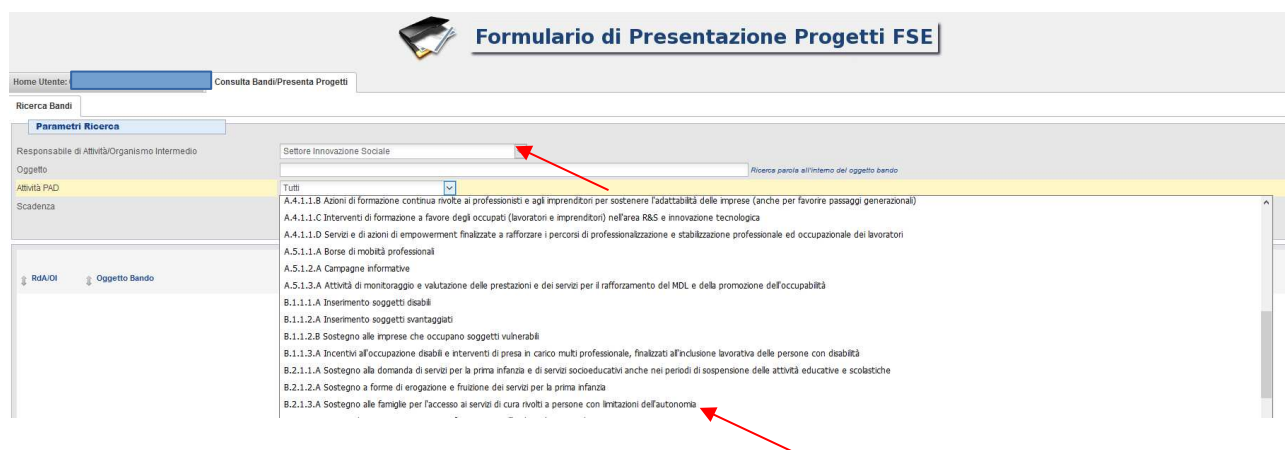 Formulario di Presentazione Progetti FSE
Home Utente: Consulta Bandi/Presenta Progetti
Ricerca Bandi
Parametri Ricerca
Responsabile di Attività/Organismo Intermedio Settore Innovazione Sociale
Oggetto Ricerca parola all'interno del oggetto bando
Attività PAD Tutti
Scadenza
A.4.1.1.B Azioni di formazione continua rivolte ai professionisti e agli imprenditori per sostenere l'adattabilità delle imprese (anche per favorire passaggi generazionali)
A.4.1.1.C Interventi di formazione a favore degli occupati (lavoratori e imprenditori) nell'area R&S e innovazione tecnologica
A.4.1.1.D Servizi e di azioni di empowerment finalizzate a rafforzare i percorsi di professionalizzazione e stabilizzazione professionale ed occupazionale dei lavoratori
A.5.1.1.A Borse di mobiltà professionali
A.5.1.2.A Campagne informative
A.5.1.3.A Attività di monitoraggio e valutazione delle prestazioni e dei servizi per il rafforzamento del MDL e della promozione dell'occupabilità
B.1.1.1.A Inserimento soggetti disabili
B.1.1.2.A Inserimento soggetti svantaggiati
B.1.1.2.B Sostegno alle imprese che occupano soggetti vulnerabili
B.1.1.3.A Incentivi all'occupazione disabili e interventi di presa in carico multi professionale, finalizzati all'inclusione lavorativa delle persone con disabilità
B.2.1.1.A Sostegno alla domanda di servizi per la prima infanzia e di servizi socioeducativi anche nei periodi di sospensione delle attività educative e scolastiche
B.2.1.2.A Sostegno a forme di erogazione e fruizione dei servizi per la prima infanzia
B.2.1.3.A Sostegno alle famiglie per l'accesso ai servizi di cura rivolti a persone con limitazioni dell'autonomia
RdA/OI Oggetto Bando